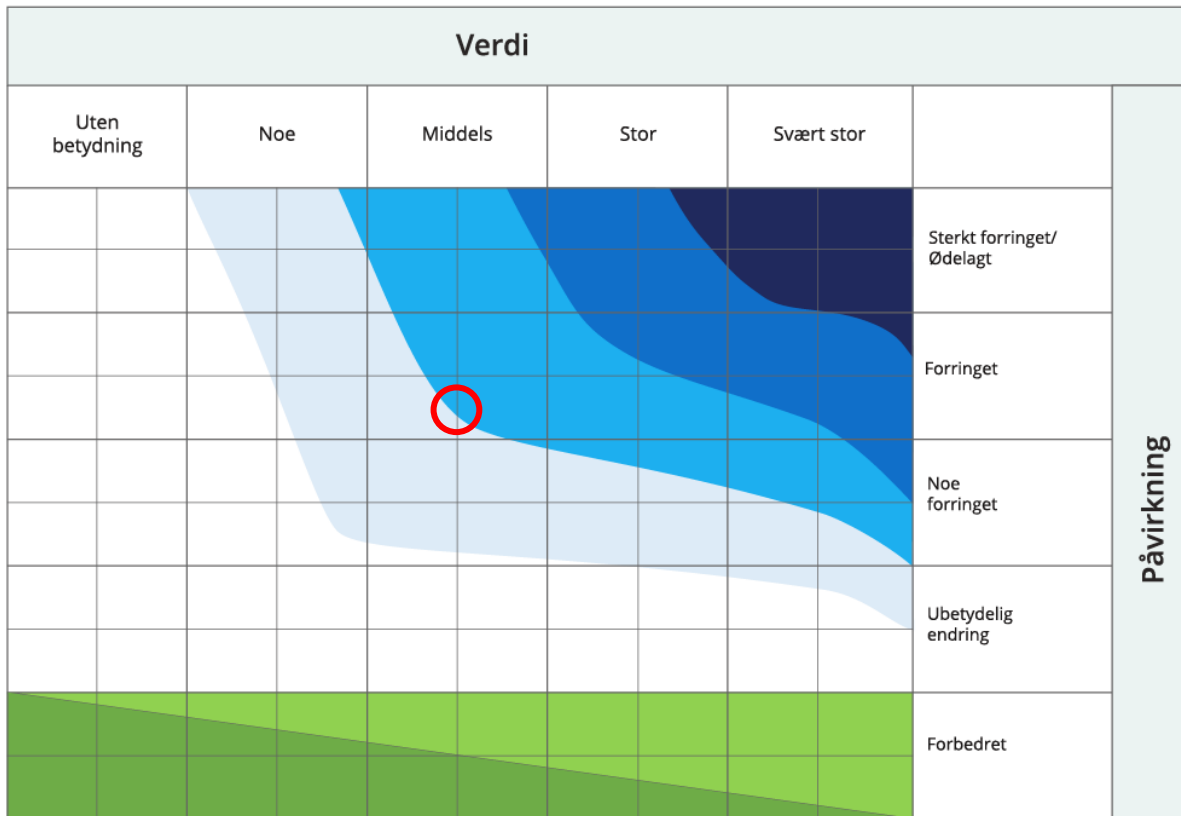 Verdi
Uten
betydning
Noe
Middels
Stor
Svært stor
Sterkt forringet/
Ødelagt
Forringet
Noe
forringet
Ubetydelig
endring
Forbedret
Påvirkning